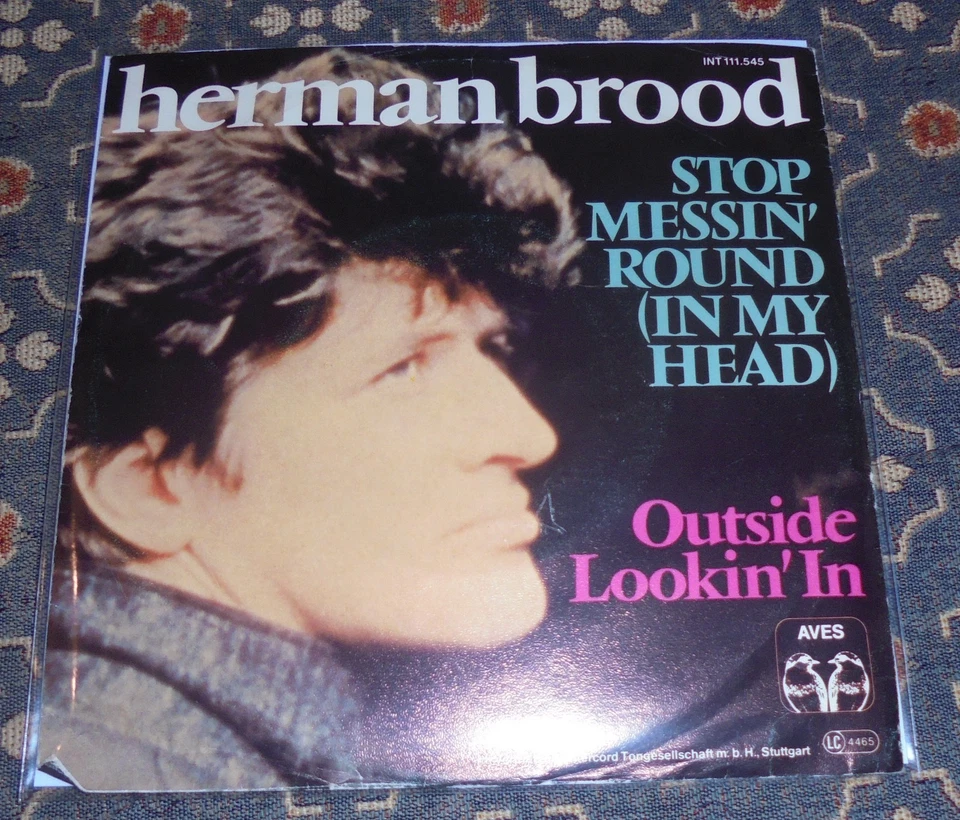 INT 111.545
herman brood
STOP
MESSIN'
ROUND
(IN MY
HEAD)
Outside
Lookin' In
AVES
Tongesellschaft m. b. H., Stuttgart
LC 4465